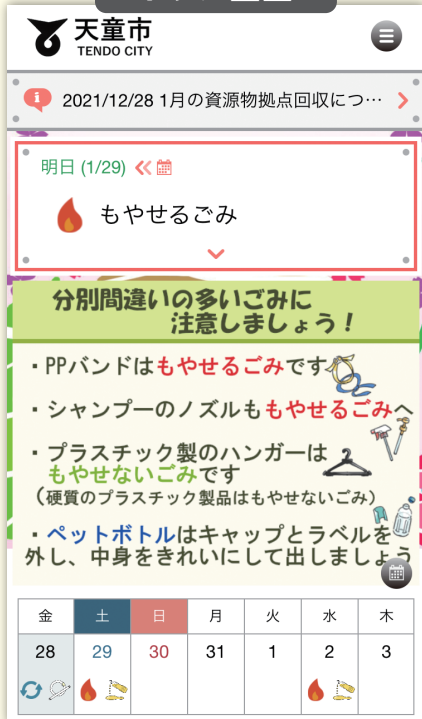 天童市
TENDO CITY
2021/12/28 1月の資源物拠点回収につ…
明日 (1/29)
もやせるごみ
分別間違いの多いごみに
注意しましょう！
・PPバンドはもやせるごみです
・シャンプーのノズルももやせるごみへ
・プラスチック製のハンガーは
もやせないごみです
（硬質のプラスチック製品はもやせないごみ）
・ペットボトルはキャップとラベルを
外し、中身をきれいにして出しましょう
金 土 日 月 火 水 木
28 29 30 31 1 2 3